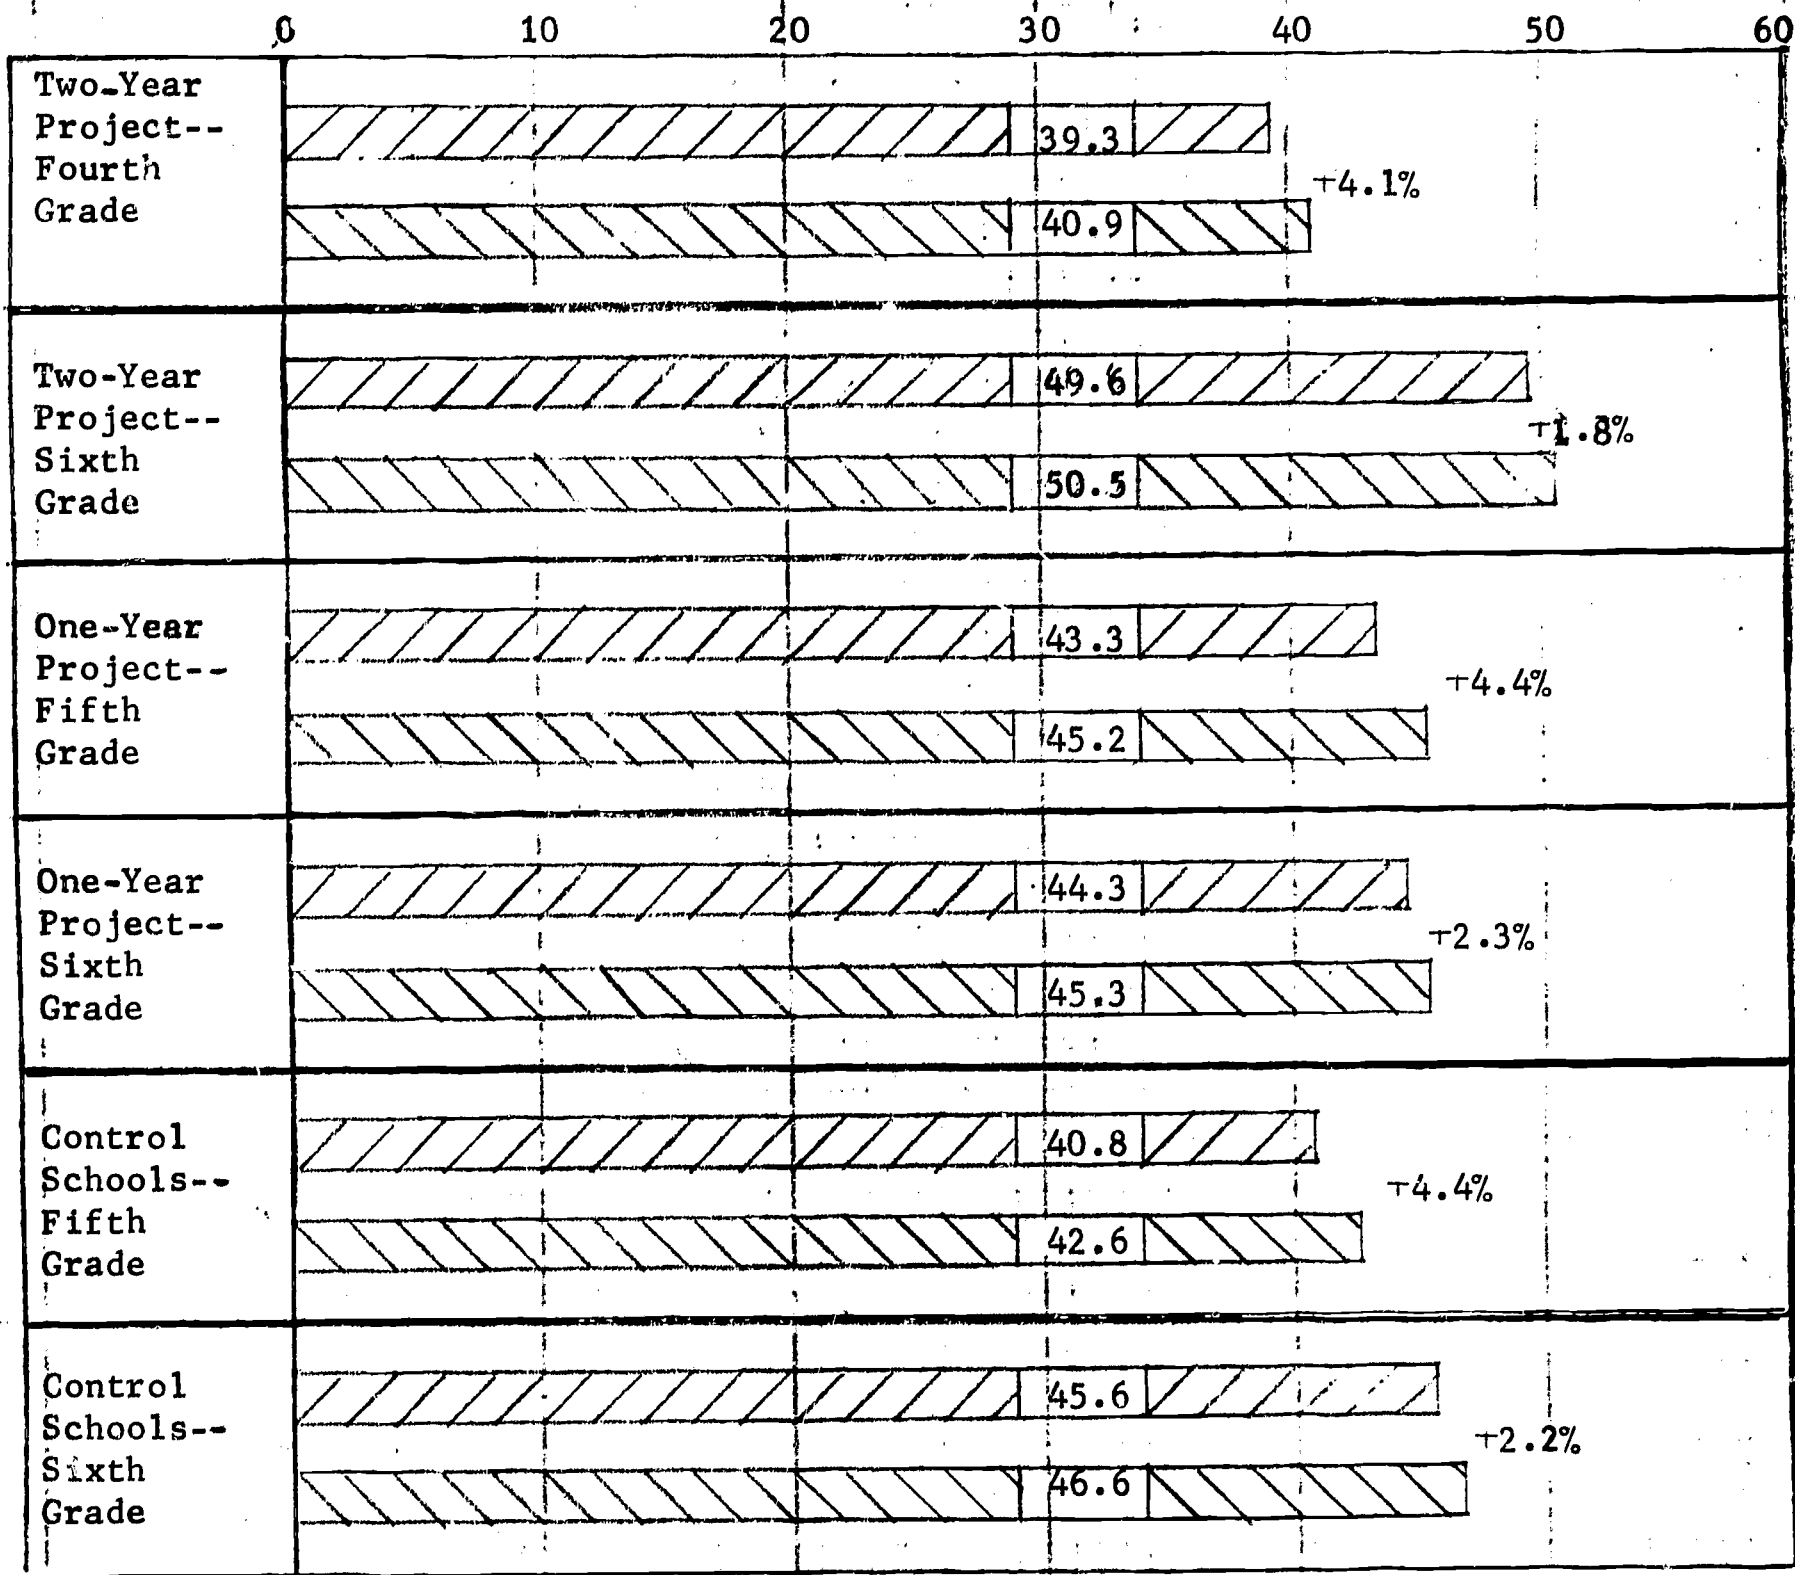 0 10 20 30 40 50 60
Two-Year
Project--
Fourth
Grade
39.3
+4.1%
40.9
Two-Year
Project--
Sixth
Grade
49.6
+1.8%
50.5
One-Year
Project--
Fifth
Grade
43.3
+4.4%
45.2
One-Year
Project--
Sixth
Grade
44.3
+2.3%
45.3
Control
Schools--
Fifth
Grade
40.8
+4.4%
42.6
Control
Schools--
Sixth
Grade
45.6
+2.2%
46.6